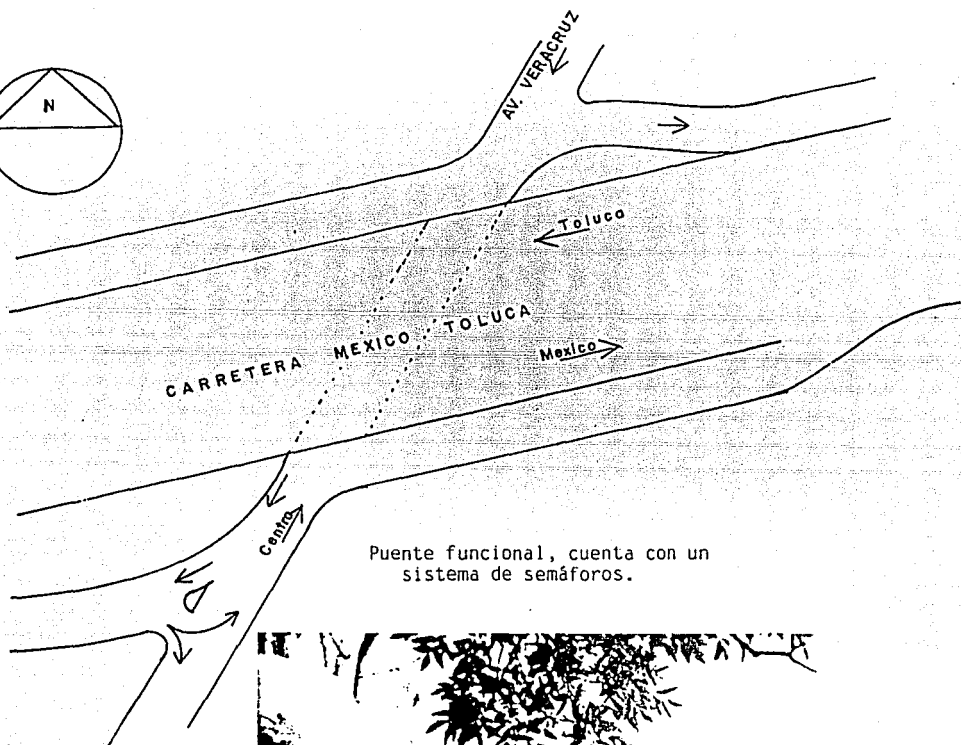 AV. VERACRUZ
N
Toluca
CARRETERA MEXICO TOLUCA
Mexico
Centro
Puente funcional, cuenta con un
sistema de semáforos.